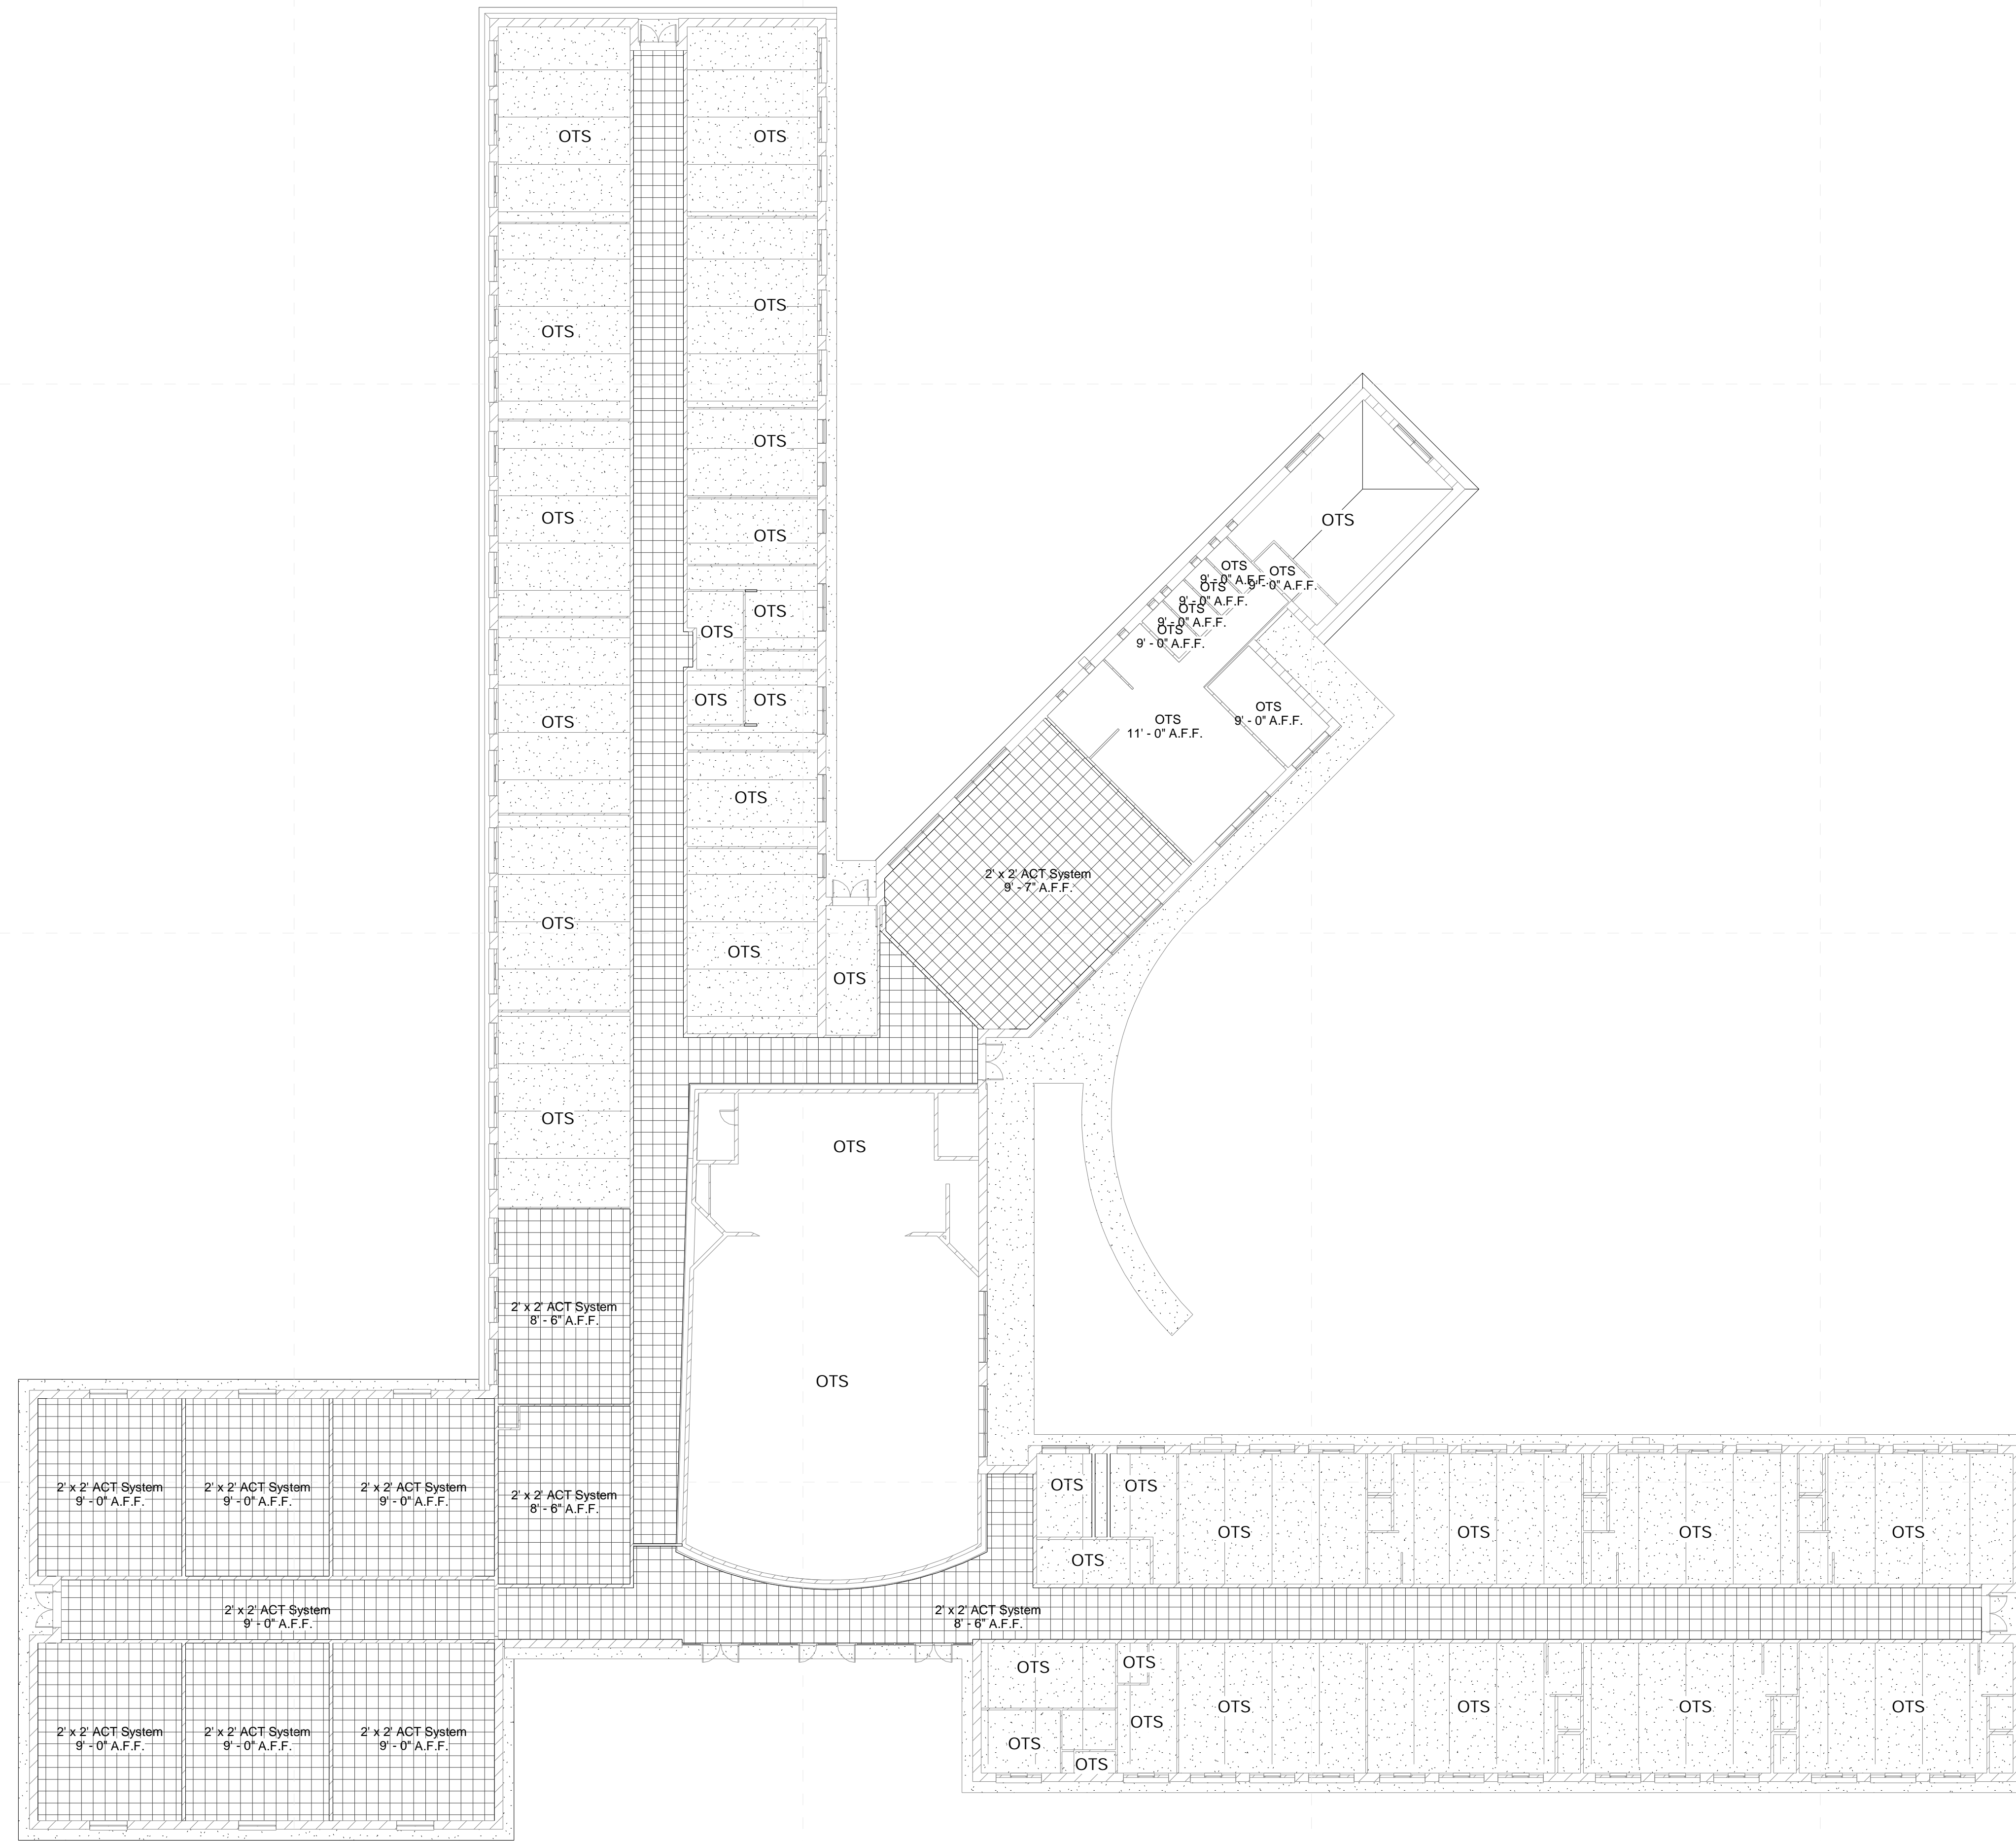 OTS
OTS
OTS
OTS
OTS
OTS
OTS
OTS
OTS
9' - 0" A.F.F.
OTS
9' - 0" A.F.F.
OTS
9' - 0" A.F.F.
OTS
9' - 0" A.F.F.
OTS
9' - 0" A.F.F.
OTS
OTS
OTS
OTS
OTS
OTS
9' - 0" A.F.F.
OTS
11' - 0" A.F.F.
OTS
OTS
2' x 2' ACT System
9' - 7" A.F.F.
OTS
OTS
OTS
OTS
OTS
2' x 2' ACT System
8' - 6" A.F.F.
OTS
2' x 2' ACT System
9' - 0" A.F.F.
2' x 2' ACT System
9' - 0" A.F.F.
2' x 2' ACT System
9' - 0" A.F.F.
2' x 2' ACT System
8' - 6" A.F.F.
OTS
OTS
OTS
OTS
OTS
OTS
OTS
2' x 2' ACT System
9' - 0" A.F.F.
2' x 2' ACT System
8' - 6" A.F.F.
OTS
OTS
OTS
OTS
OTS
OTS
OTS
2' x 2' ACT System
9' - 0" A.F.F.
2' x 2' ACT System
9' - 0" A.F.F.
2' x 2' ACT System
9' - 0" A.F.F.
OTS
OTS